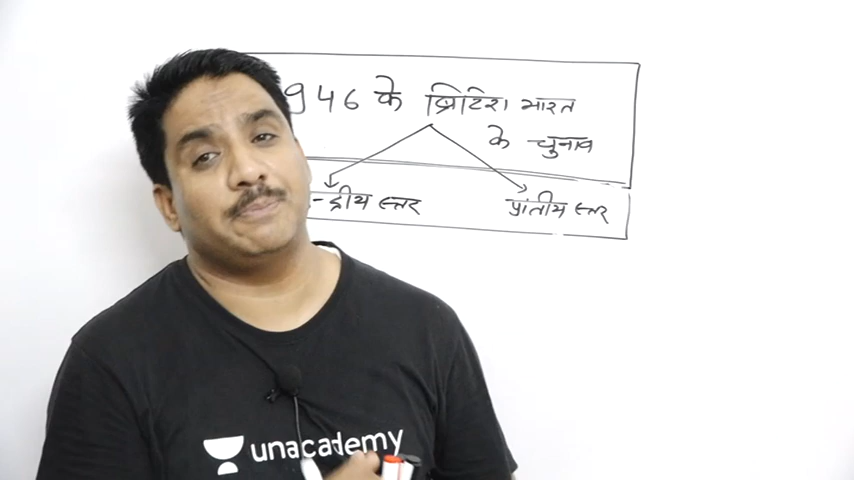 946 के ब्रिटिश भारत
के चुनाव
न्द्रीय स्तर प्रांतीय स्तर
unacademy